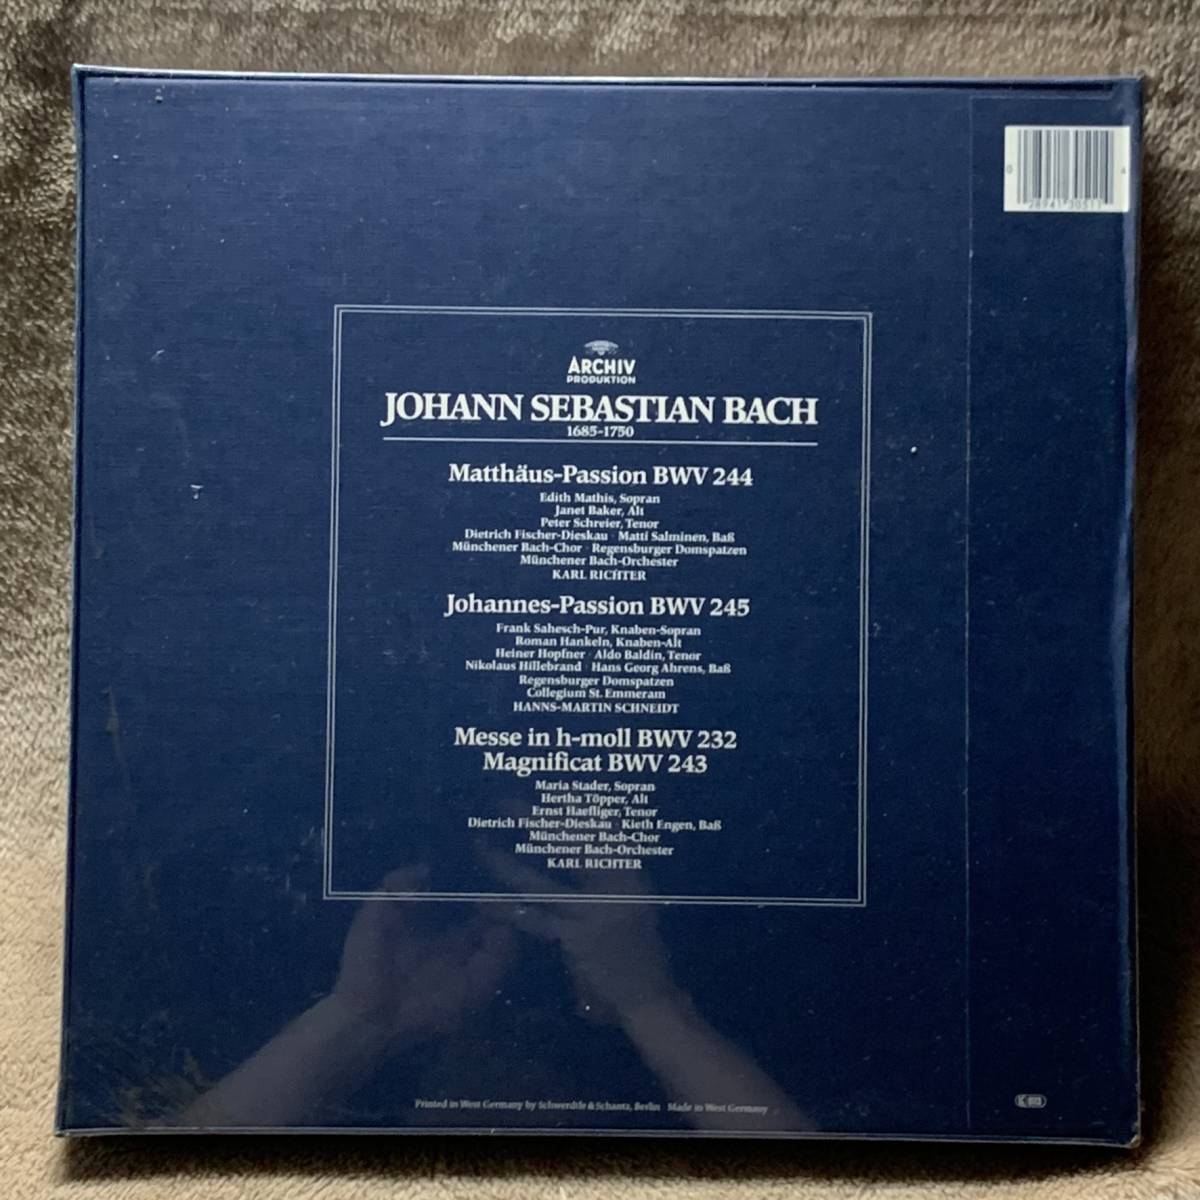 0
4
ARCHIV
PRODUKTION
JOHANN SEBASTIAN BACH
1685-1750
Matthäus-Passion BWV 244
Edith Mathis, Sopran
Janet Baker, Alt
Peter Schreier, Tenor
Dietrich Fischer-Dieskau · Matti Salminen, Baß
Münchener Bach-Chor · Regensburger Domspatzen
Münchener Bach-Orchester
KARL RICHTER
Johannes-Passion BWV 245
Frank Sahesch-Pur, Knaben-Sopran
Roman Hankeln, Knaben-Alt
Heiner Hopfner · Aldo Baldin, Tenor
Nikolaus Hillebrand · Hans Georg Ahrens, Baß
Regensburger Domspatzen
Collegium St. Emmeram
HANNS-MARTIN SCHNEIDT
Messe in h-moll BWV 232
Magnificat BWV 243
Maria Stader, Sopran
Hertha Töpper, Alt
Ernst Haefliger, Tenor
Dietrich Fischer-Dieskau · Kieth Engen, Baß
Münchener Bach-Chor
Münchener Bach-Orchester
KARL RICHTER
Printed in West Germany by Schwerdtfe & Schantz, Berlin Made in West Germany